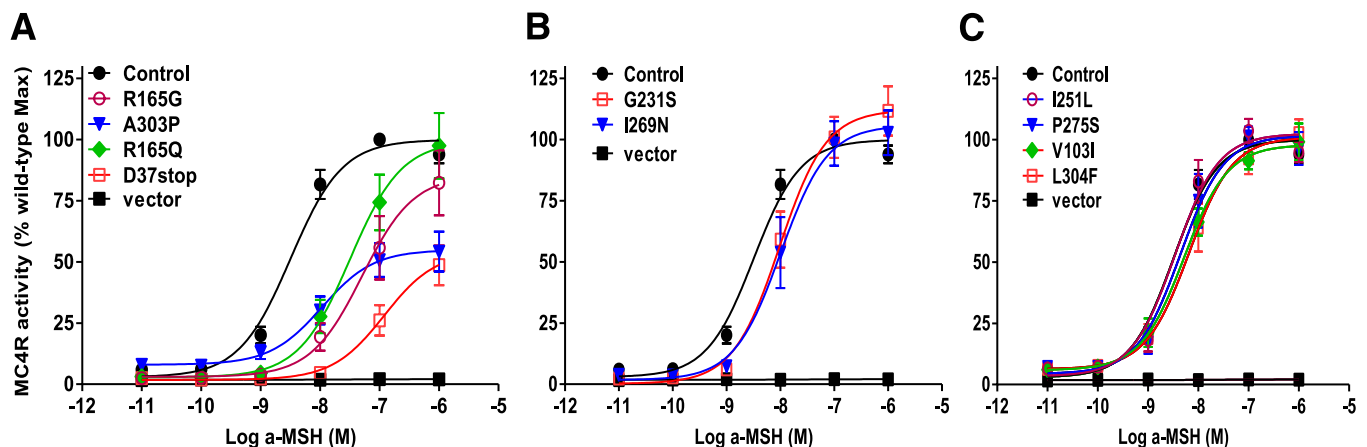 A
MC4R activity (% wild-type Max)
125
100
75
50
25
0
Control
R165G
A303P
R165Q
D37stop
vector
-12 -11 -10 -9 -8 -7 -6 -5
Log a-MSH (M)
B
125
100
75
50
25
0
Control
G231S
I269N
vector
-12 -11 -10 -9 -8 -7 -6 -5
Log a-MSH (M)
C
125
100
75
50
25
0
Control
I251L
P275S
V103I
L304F
vector
-12 -11 -10 -9 -8 -7 -6 -5
Log a-MSH (M)